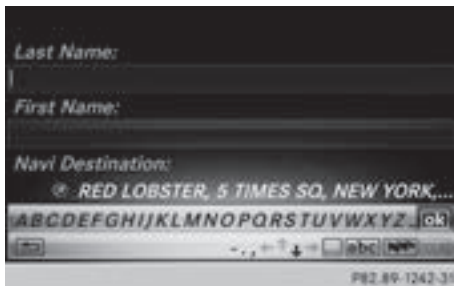 Last Name:
First Name:
Navi Destination:
RED LOBSTER, 5 TIMES SQ, NEW YORK,...
ABCDEFGHIJKLMNOPQRSTUVWXYZ_ ok
- . , ← ↑ ↓ → abc
P82.89-1242-31